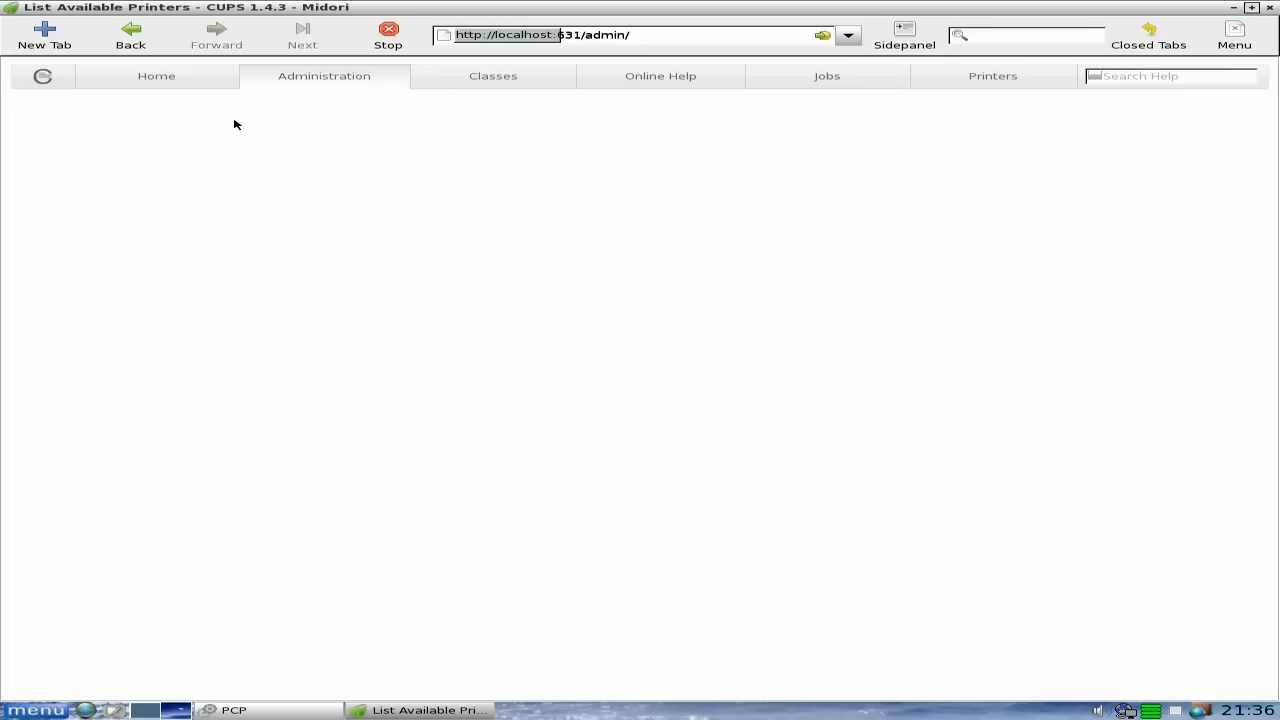 List Available Printers - CUPS 1.4.3 - Midori
New Tab
Back
Forward
Next
Stop
http://localhost:631/admin/
Sidepanel
Closed Tabs
Menu
Home
Administration
Classes
Online Help
Jobs
Printers
Search Help
menu
PCP
List Available Pri...
21:36